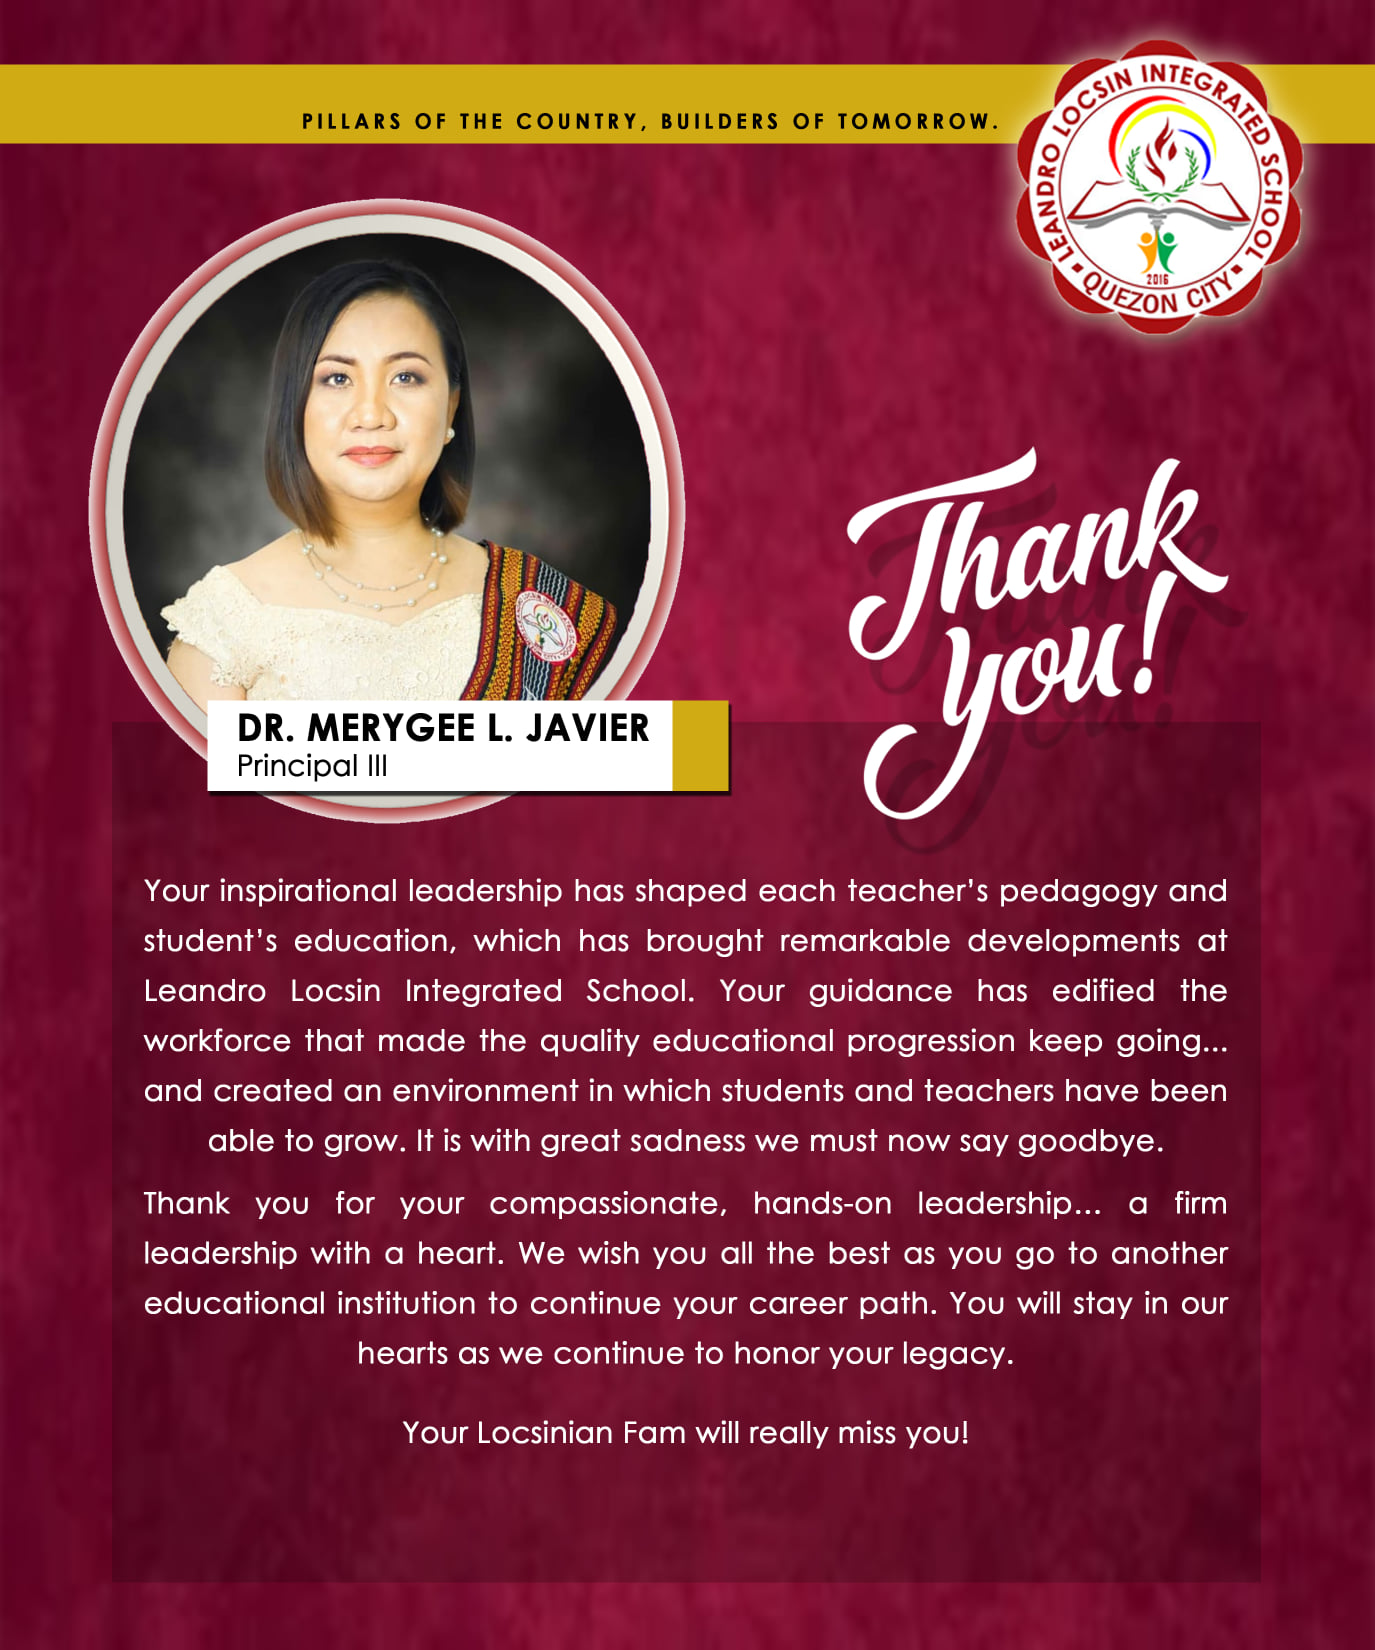 PILLARS OF THE COUNTRY, BUILDERS OF TOMORROW.
LEANDRO LOCSIN INTEGRATED SCHOOL
2016
QUEZON CITY
Thank
you!
DR. MERYGEE L. JAVIER
Principal III
Your inspirational leadership has shaped each teacher’s pedagogy and
student’s education, which has brought remarkable developments at
Leandro Locsin Integrated School. Your guidance has edified the
workforce that made the quality educational progression keep going...
and created an environment in which students and teachers have been
able to grow. It is with great sadness we must now say goodbye.
Thank you for your compassionate, hands-on leadership... a firm
leadership with a heart. We wish you all the best as you go to another
educational institution to continue your career path. You will stay in our
hearts as we continue to honor your legacy.
Your Locsinian Fam will really miss you!